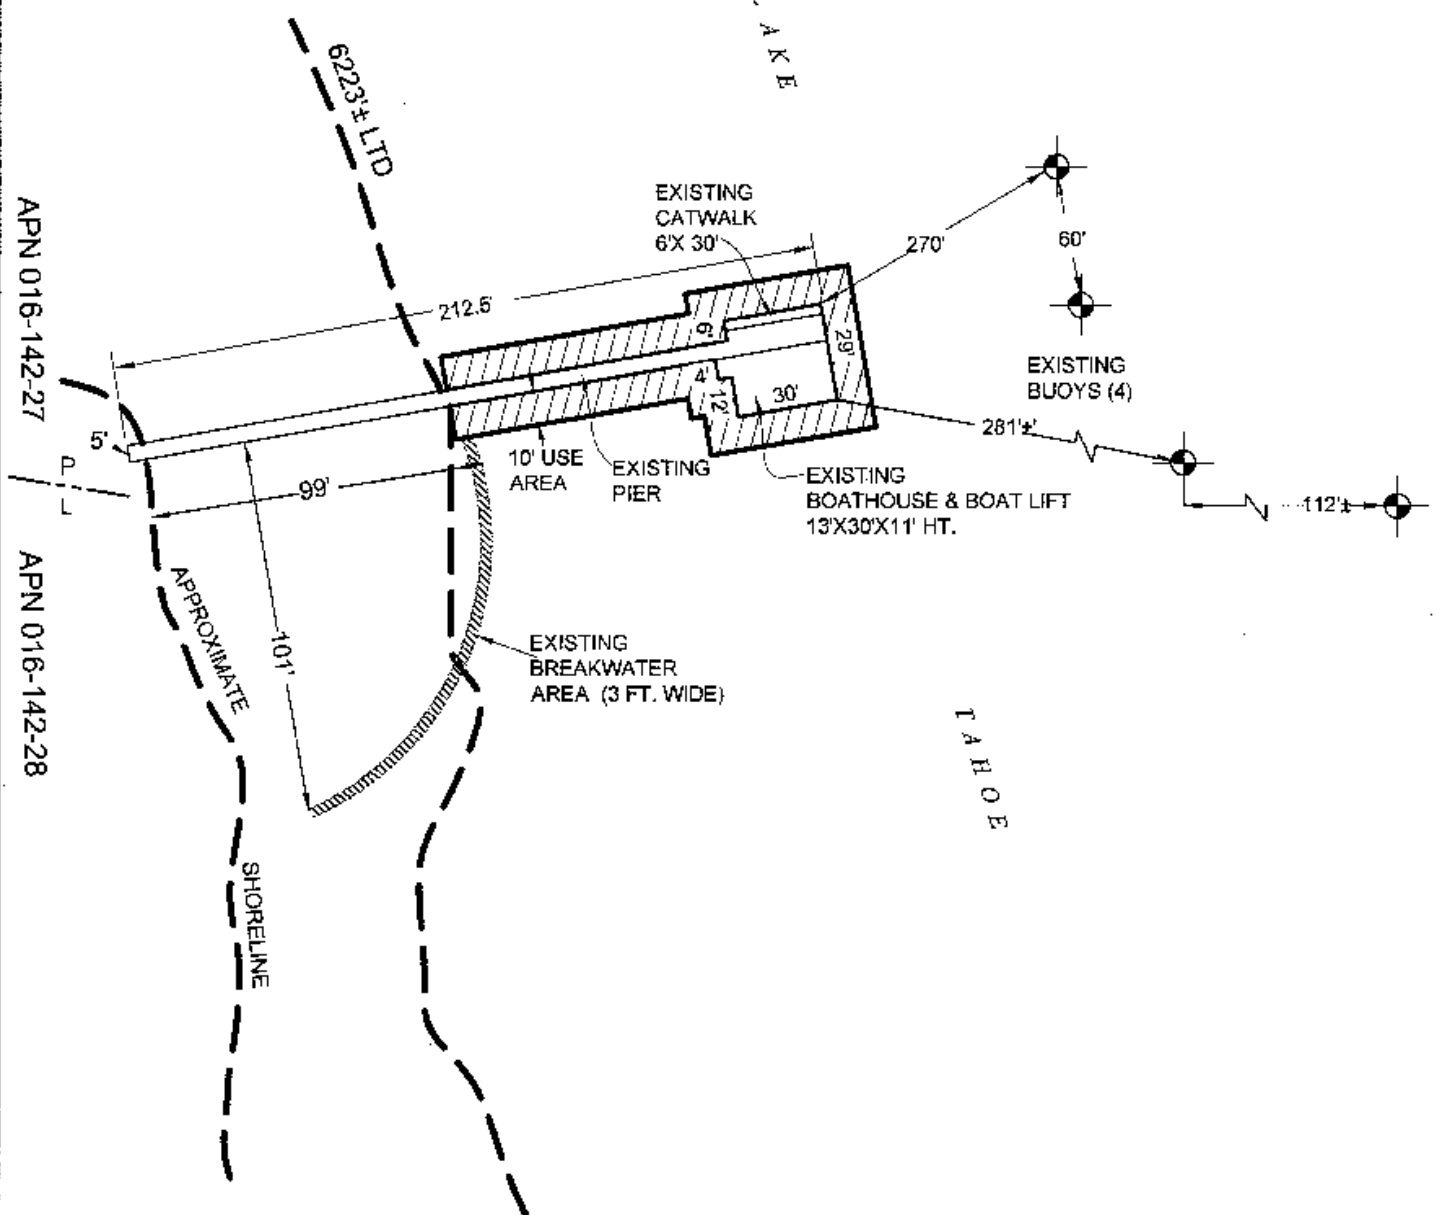 LAKE
6223'± LTD
EXISTING
CATWALK
6'X 30'
270'
60'
212.5'
6'
29'
EXISTING
BUOYS (4)
APN 016-142-27
5'
P
L
4'
12'
30'
281'±'
99'
10' USE
AREA
EXISTING
PIER
EXISTING
BOATHOUSE & BOAT LIFT
13'X30'X11' HT.
112'±
APN 016-142-28
APPROXIMATE
101'
EXISTING
BREAKWATER
AREA (3 FT. WIDE)
TAHOE
SHORELINE